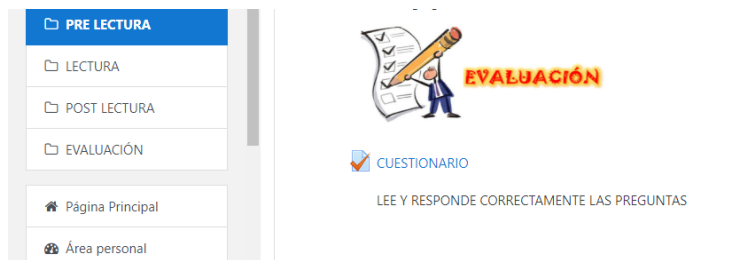 PRE LECTURA
LECTURA
POST LECTURA
EVALUACIÓN
Página Principal
Área personal
EVALUACIÓN
CUESTIONARIO
LEE Y RESPONDE CORRECTAMENTE LAS PREGUNTAS